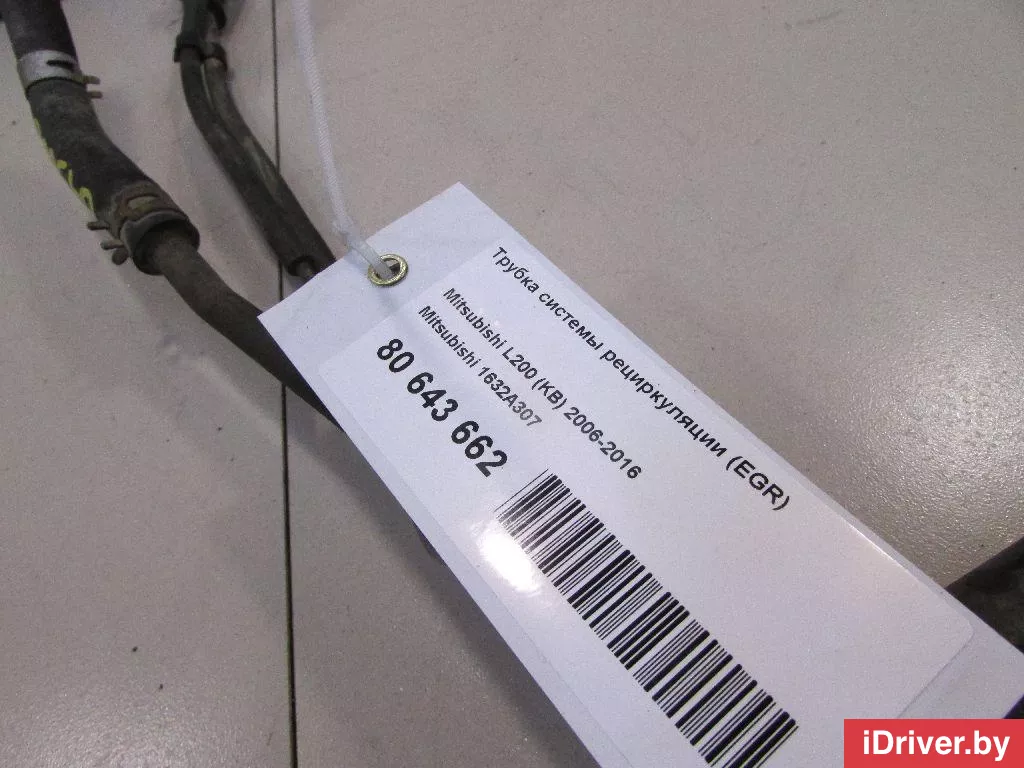 Трубка системы рециркуляции (EGR)
Mitsubishi L200 (KB) 2006-2016
Mitsubishi 1632A307
80 643 662
iDriver.by